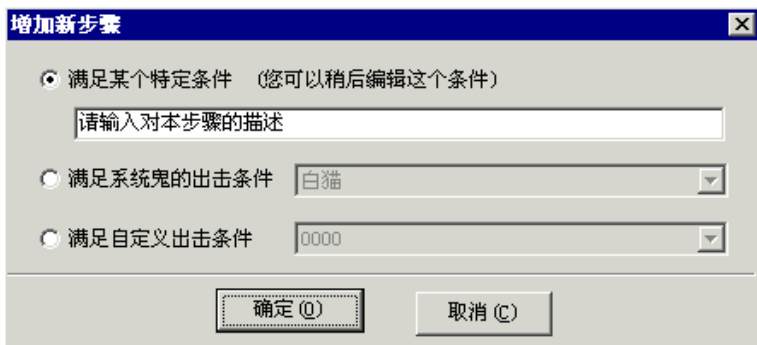 增加新步骤
满足某个特定条件 (您可以稍后编辑这个条件)
请输入对本步骤的描述
满足系统鬼的出击条件 白猫
满足自定义出击条件 0000
确定(O) 取消(C)